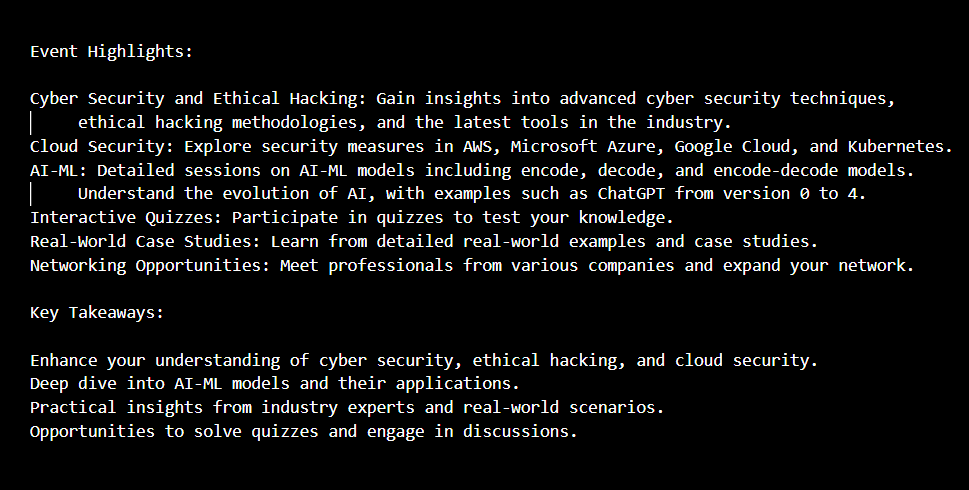 Event Highlights:
Cyber Security and Ethical Hacking: Gain insights into advanced cyber security techniques,
ethical hacking methodologies, and the latest tools in the industry.
Cloud Security: Explore security measures in AWS, Microsoft Azure, Google Cloud, and Kubernetes.
AI-ML: Detailed sessions on AI-ML models including encode, decode, and encode-decode models.
Understand the evolution of AI, with examples such as ChatGPT from version 0 to 4.
Interactive Quizzes: Participate in quizzes to test your knowledge.
Real-World Case Studies: Learn from detailed real-world examples and case studies.
Networking Opportunities: Meet professionals from various companies and expand your network.
Key Takeaways:
Enhance your understanding of cyber security, ethical hacking, and cloud security.
Deep dive into AI-ML models and their applications.
Practical insights from industry experts and real-world scenarios.
Opportunities to solve quizzes and engage in discussions.